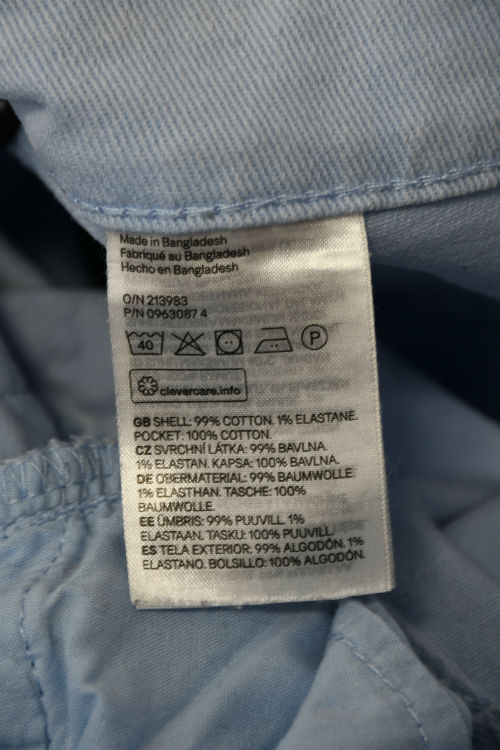 Made in Bangladesh
Fabriqué au Bangladesh
Hecho en Bangladesh
O/N 213983
P/N 0963087 4
40 P
clevercare.info
GB SHELL: 99% COTTON. 1% ELASTANE.
POCKET: 100% COTTON.
CZ SVRCHNÍ LÁTKA: 99% BAVLNA.
1% ELASTAN. KAPSA: 100% BAVLNA.
DE OBERMATERIAL: 99% BAUMWOLLE.
1% ELASTHAN. TASCHE: 100%
BAUMWOLLE.
EE ÜMBRIS: 99% PUUVILL. 1%
ELASTAAN. TASKU: 100% PUUVILL.
ES TELA EXTERIOR: 99% ALGODÓN. 1%
ELASTANO. BOLSILLO: 100% ALGODÓN.